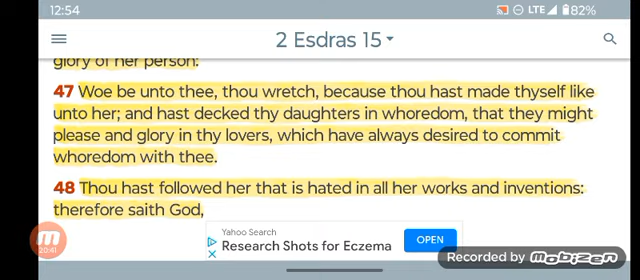 12:54 LTE 82%
2 Esdras 15
glory of her person:
47 Woe be unto thee, thou wretch, because thou hast made thyself like
unto her; and hast decked thy daughters in whoredom, that they might
please and glory in thy lovers, which have always desired to commit
whoredom with thee.
48 Thou hast followed her that is hated in all her works and inventions:
therefore saith God,
Yahoo Search
Research Shots for Eczema
OPEN
20:41
Recorded by mobizen